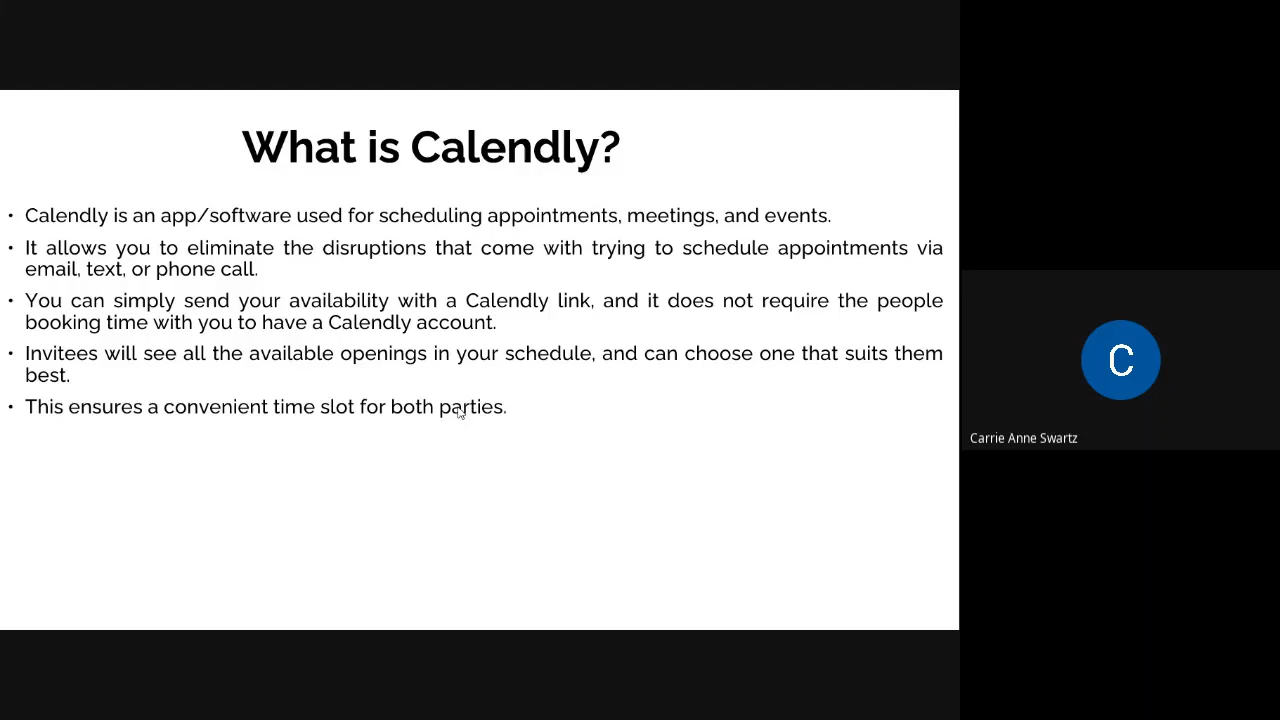 What is Calendly?
• Calendly is an app/software used for scheduling appointments, meetings, and events.
• It allows you to eliminate the disruptions that come with trying to schedule appointments via
email, text, or phone call.
• You can simply send your availability with a Calendly link, and it does not require the people
booking time with you to have a Calendly account.
• Invitees will see all the available openings in your schedule, and can choose one that suits them
best.
• This ensures a convenient time slot for both parties.
C
Carrie Anne Swartz